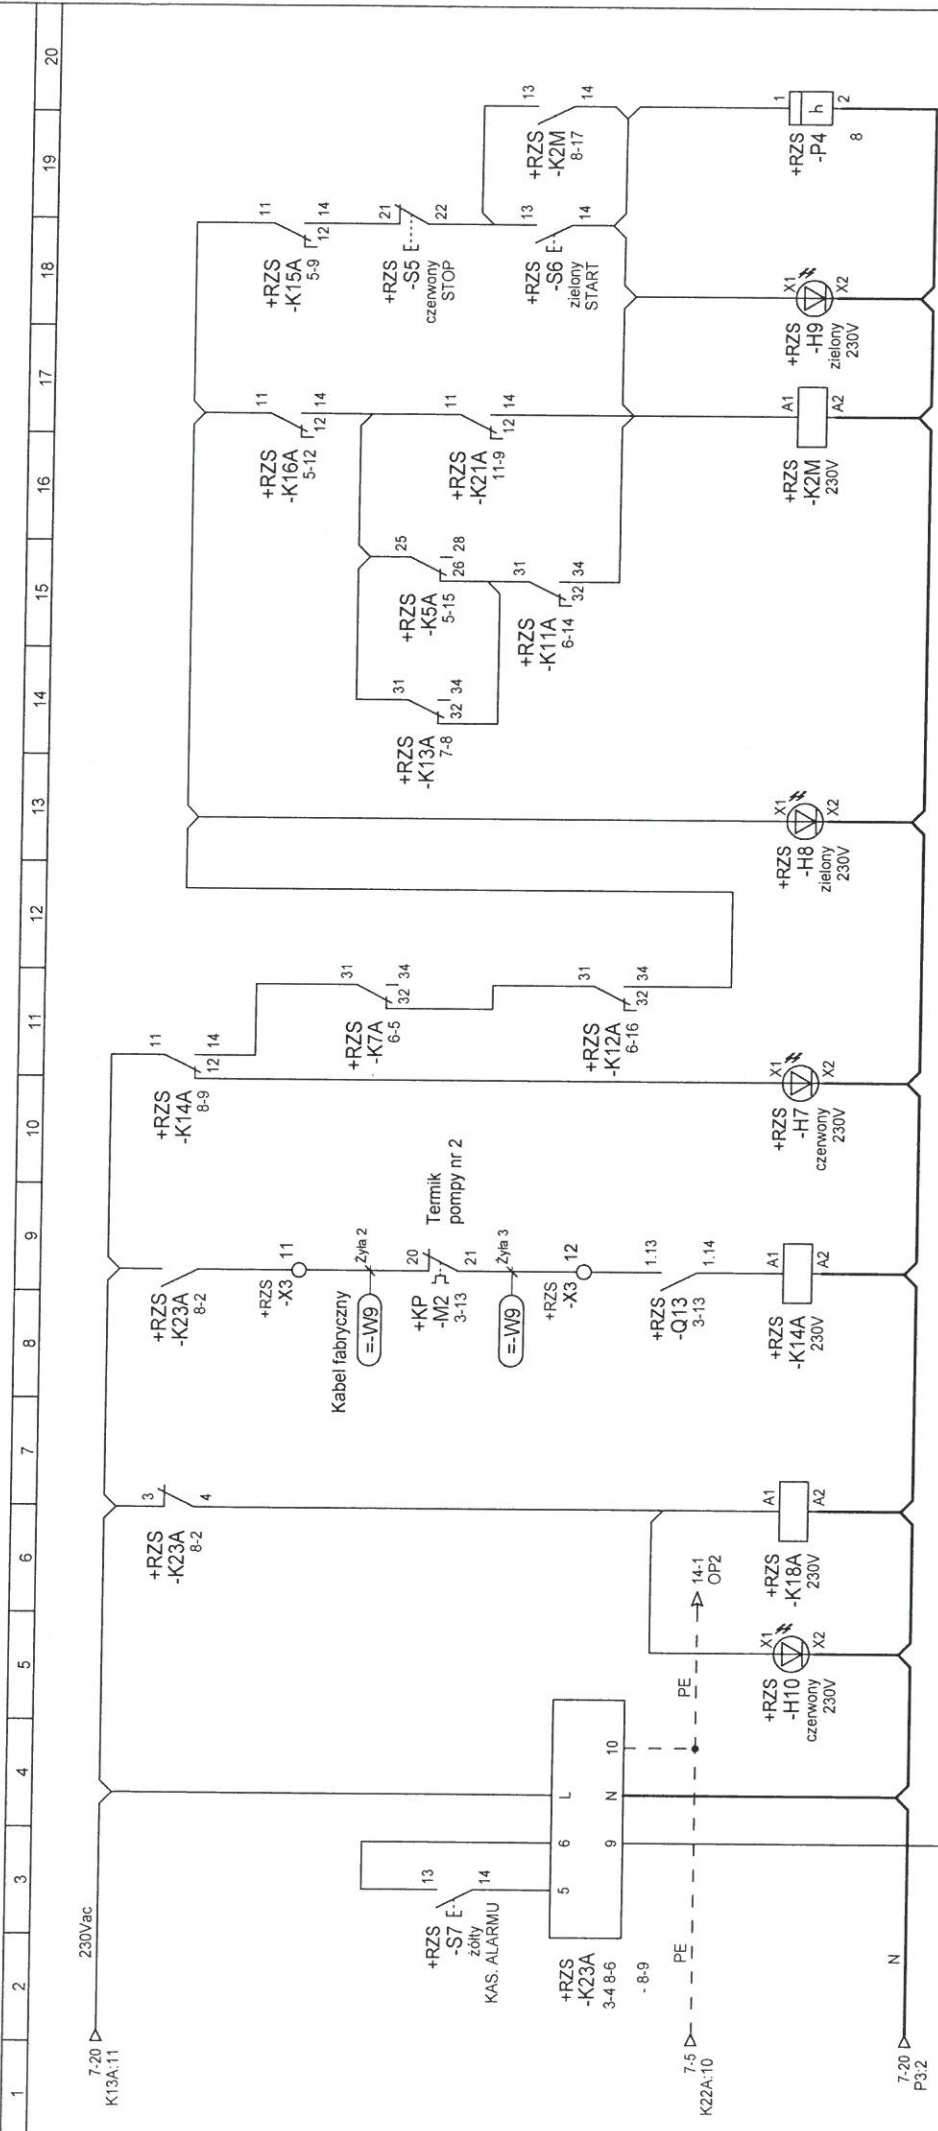 1 2 3 4 5 6 7 8 9 10 11 12 13 14 15 16 17 18 19 20
7-20
K13A:11
230Vac
+RZS
-S7
żółty
KAS. ALARMU
13
14
+RZS
-K23A
3-4 8-6
- 8-9
5 6 L
9 N 10
7-5
K22A:10
PE
PE
14-1
OP2
7-20
P3:2
N
+RZS
-H10
czerwony
230V
X1
X2
+RZS
-K23A
8-2
3
4
+RZS
-K18A
230V
A1
A2
+RZS
-K23A
8-2
+RZS
-X3
11
Kabel fabryczny
=-W9
Żyła 2
+KP
-M2
3-13
20
21
Termik
pompy nr 2
=-W9
Żyła 3
+RZS
-X3
12
+RZS
-Q13
3-13
1.13
1.14
+RZS
-K14A
230V
A1
A2
+RZS
-K14A
8-9
11
12 14
+RZS
-H7
czerwony
230V
X1
X2
+RZS
-K7A
6-5
31
32 34
+RZS
-K12A
6-16
31
32 34
+RZS
-H8
zielony
230V
X1
X2
+RZS
-K13A
7-8
31
32 34
+RZS
-K5A
5-15
25
26 28
+RZS
-K11A
6-14
31
32 34
+RZS
-K16A
5-12
11
12 14
+RZS
-K21A
11-9
11
12 14
+RZS
-K2M
230V
A1
A2
+RZS
-K15A
5-9
11
12 14
+RZS
-S5
czerwony
STOP
21
22
+RZS
-S6
zielony
START
13
14
+RZS
-H9
zielony
230V
X1
X2
+RZS
-K2M
8-17
13
14
+RZS
-P4
1
h
2
8